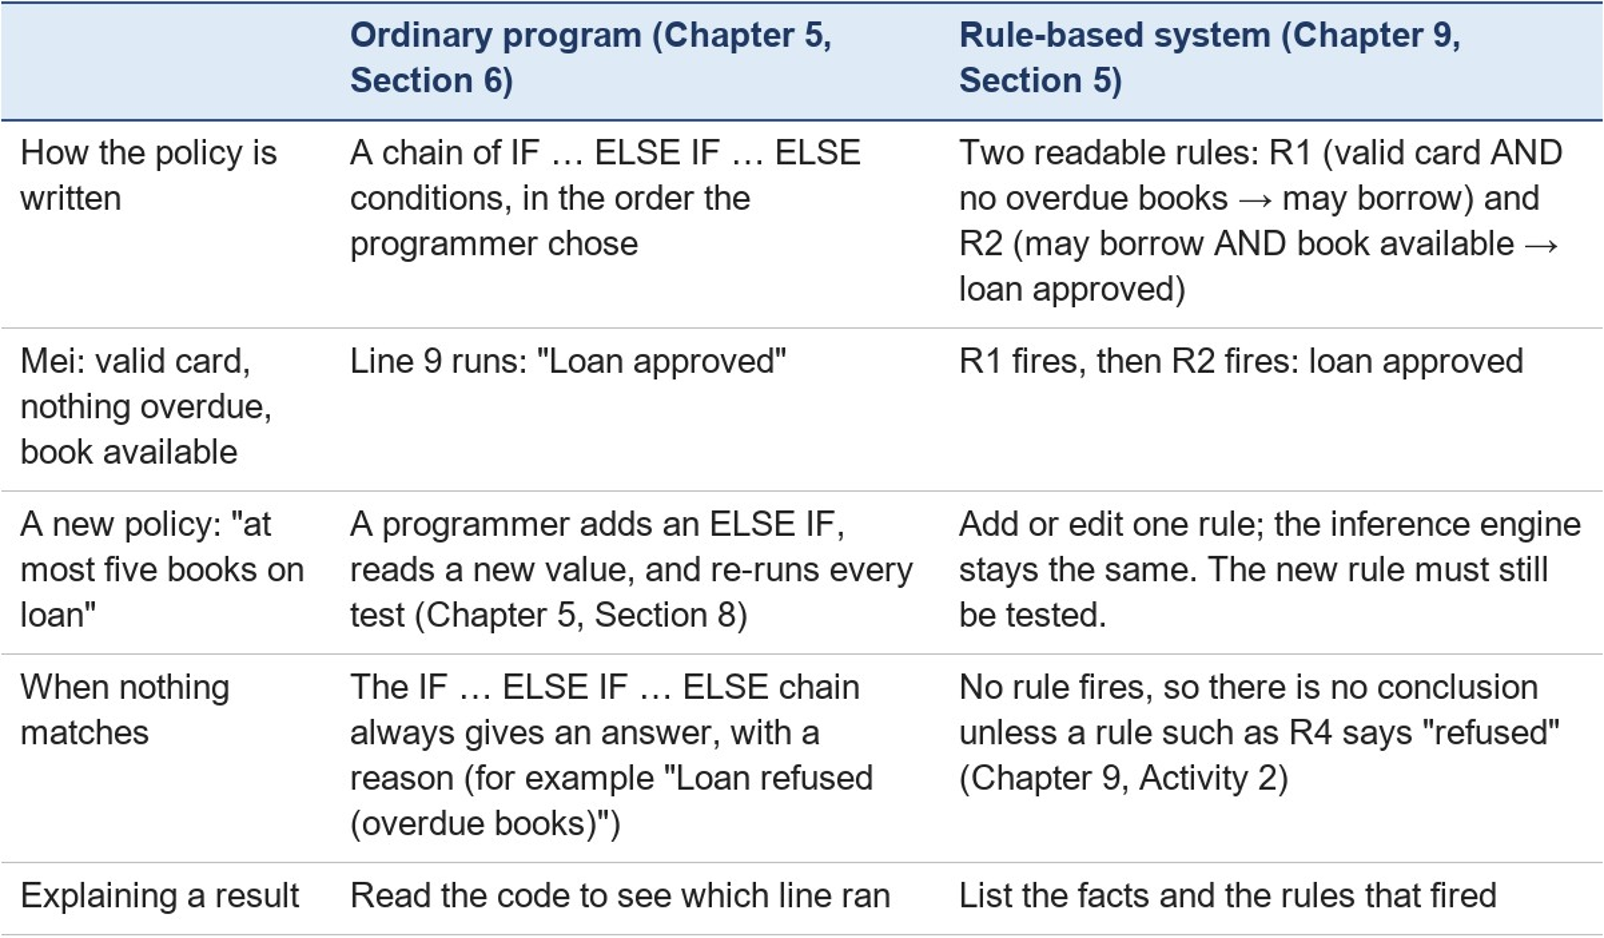 Ordinary program (Chapter 5,
Section 6)
Rule-based system (Chapter 9,
Section 5)
How the policy is
written
A chain of IF … ELSE IF … ELSE
conditions, in the order the
programmer chose
Two readable rules: R1 (valid card AND
no overdue books → may borrow) and
R2 (may borrow AND book available →
loan approved)
Mei: valid card,
nothing overdue,
book available
Line 9 runs: "Loan approved"
R1 fires, then R2 fires: loan approved
A new policy: "at
most five books on
loan"
A programmer adds an ELSE IF,
reads a new value, and re-runs every
test (Chapter 5, Section 8)
Add or edit one rule; the inference engine
stays the same. The new rule must still
be tested.
When nothing
matches
The IF … ELSE IF … ELSE chain
always gives an answer, with a
reason (for example "Loan refused
(overdue books)")
No rule fires, so there is no conclusion
unless a rule such as R4 says "refused"
(Chapter 9, Activity 2)
Explaining a result
Read the code to see which line ran
List the facts and the rules that fired